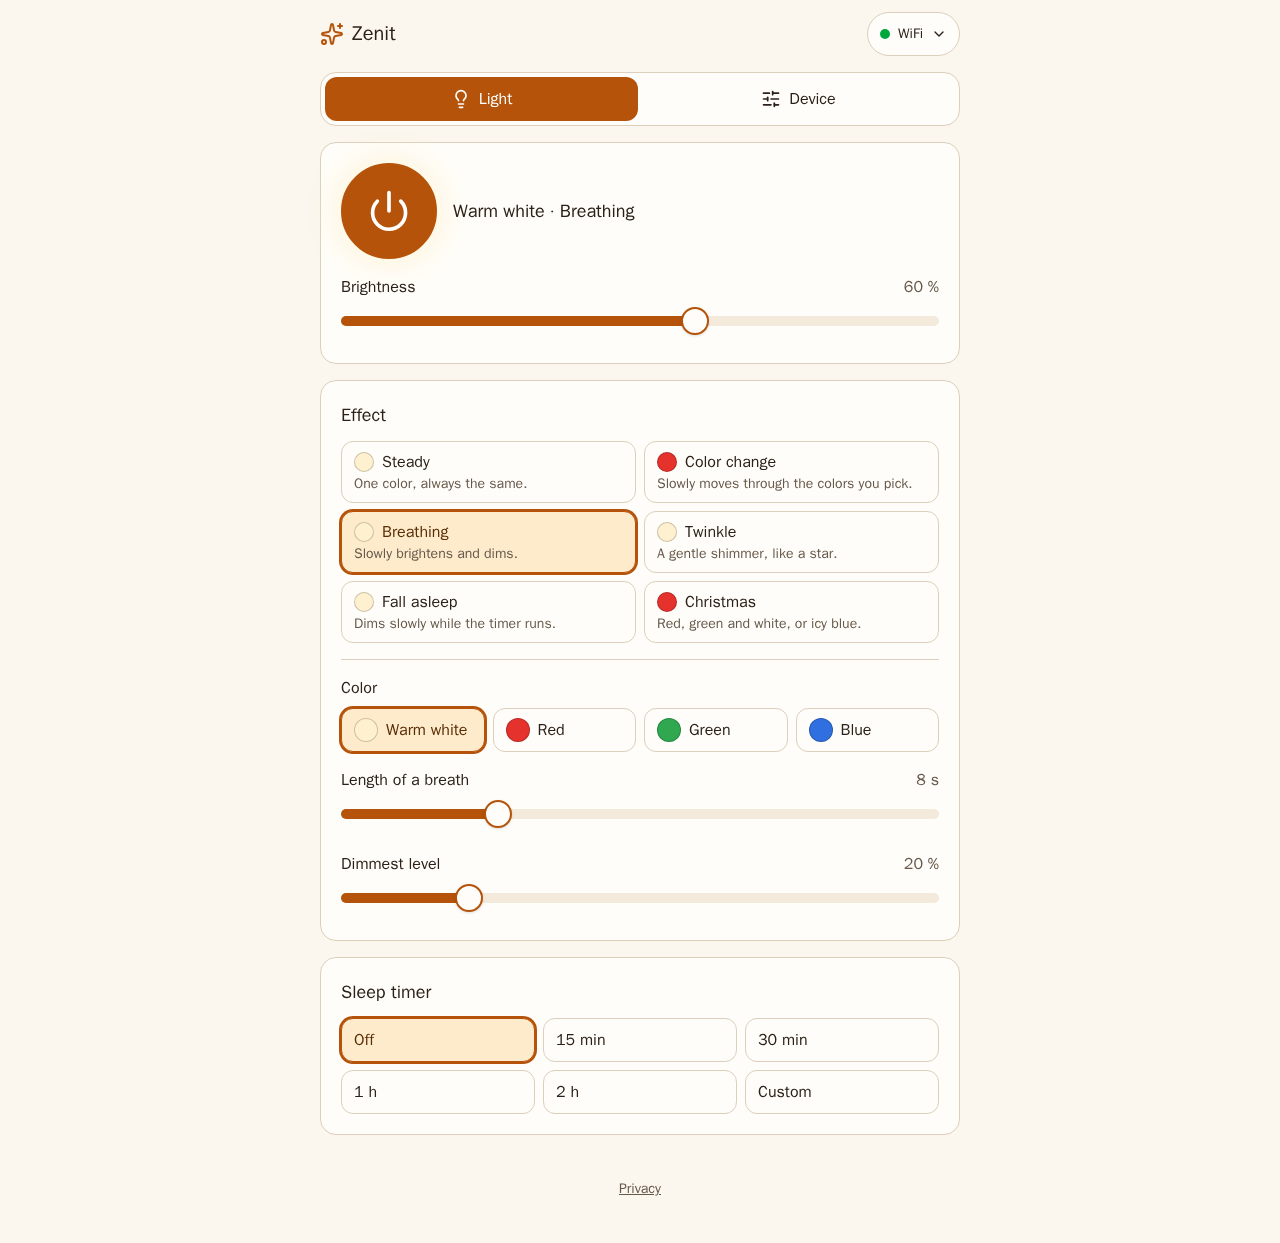 Zenit
WiFi
Light
Device
Warm white · Breathing
Brightness
60 %
Effect
Steady
One color, always the same.
Color change
Slowly moves through the colors you pick.
Breathing
Slowly brightens and dims.
Twinkle
A gentle shimmer, like a star.
Fall asleep
Dims slowly while the timer runs.
Christmas
Red, green and white, or icy blue.
Color
Warm white
Red
Green
Blue
Length of a breath
8 s
Dimmest level
20 %
Sleep timer
Off
15 min
30 min
1 h
2 h
Custom
Privacy